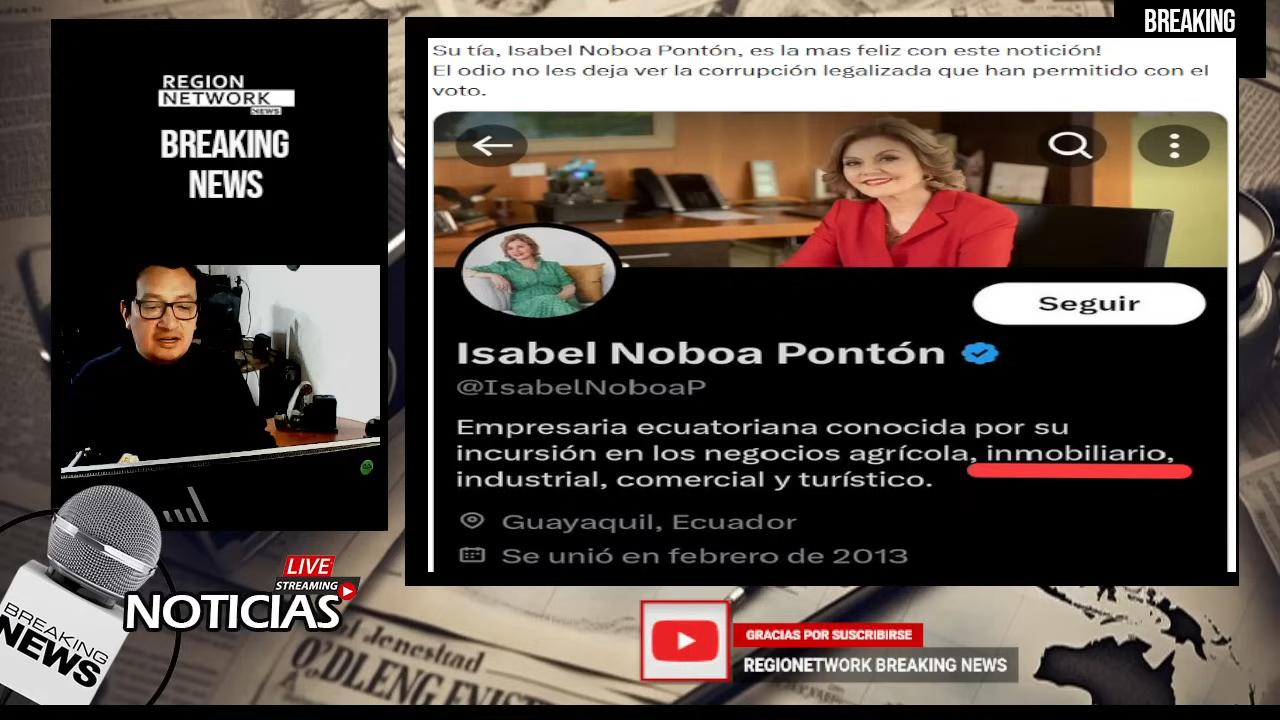 BREAKING
REGION
NETWORK
NEWS
BREAKING
NEWS
Su tía, Isabel Noboa Pontón, es la mas feliz con este notición!
El odio no les deja ver la corrupción legalizada que han permitido con el
voto.
Seguir
Isabel Noboa Pontón
@IsabelNoboaP
Empresaria ecuatoriana conocida por su
incursión en los negocios agrícola, inmobiliario,
industrial, comercial y turístico.
Guayaquil, Ecuador
Se unió en febrero de 2013
LIVE
STREAMING
NOTICIAS
BREAKING
NEWS
GRACIAS POR SUSCRIBIRSE
REGIONETWORK BREAKING NEWS